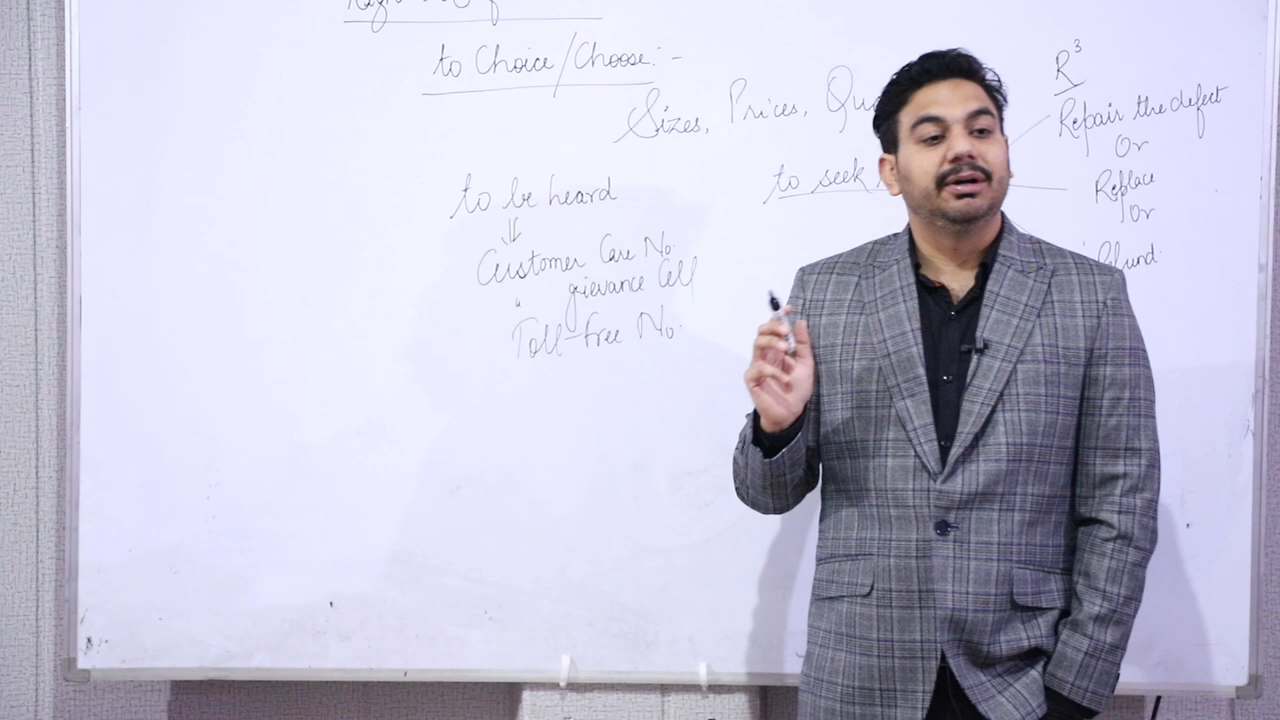 to Choice/Choose:-
Sizes, Prices,
to be heard
⇓
Customer Care No.
" grievance Cell
Toll-free No.
to seek
R³
Repair the defect
Or
Replace
Or